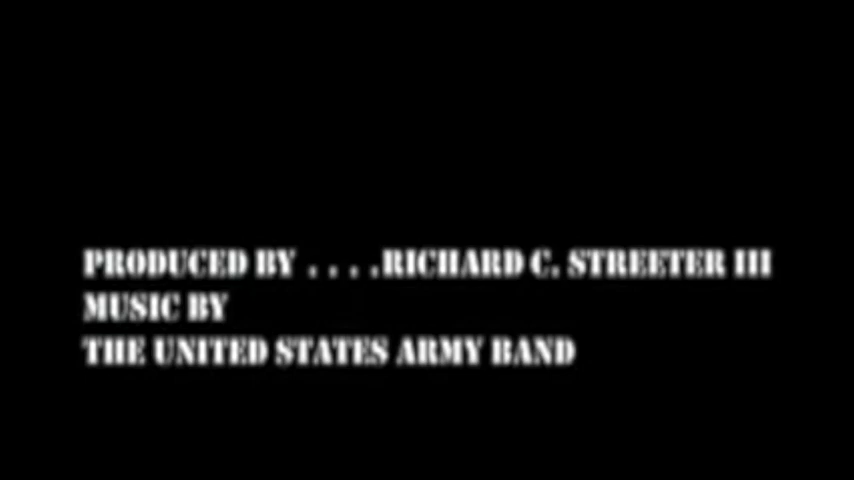 PRODUCED BY . . . .RICHARD C. STREETER III
MUSIC BY
THE UNITED STATES ARMY BAND